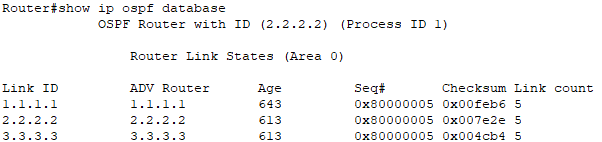 Router#show ip ospf database
OSPF Router with ID (2.2.2.2) (Process ID 1)
Router Link States (Area 0)
Link ID ADV Router Age Seq# Checksum Link count
1.1.1.1 1.1.1.1 643 0x80000005 0x00feb6 5
2.2.2.2 2.2.2.2 613 0x80000005 0x007e2e 5
3.3.3.3 3.3.3.3 613 0x80000005 0x004cb4 5